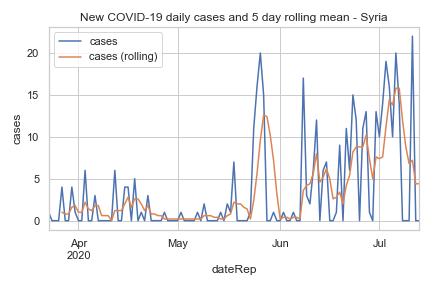 New COVID-19 daily cases and 5 day rolling mean - Syria
cases
cases (rolling)
cases
20
15
10
5
0
Apr
2020
May
Jun
Jul
dateRep